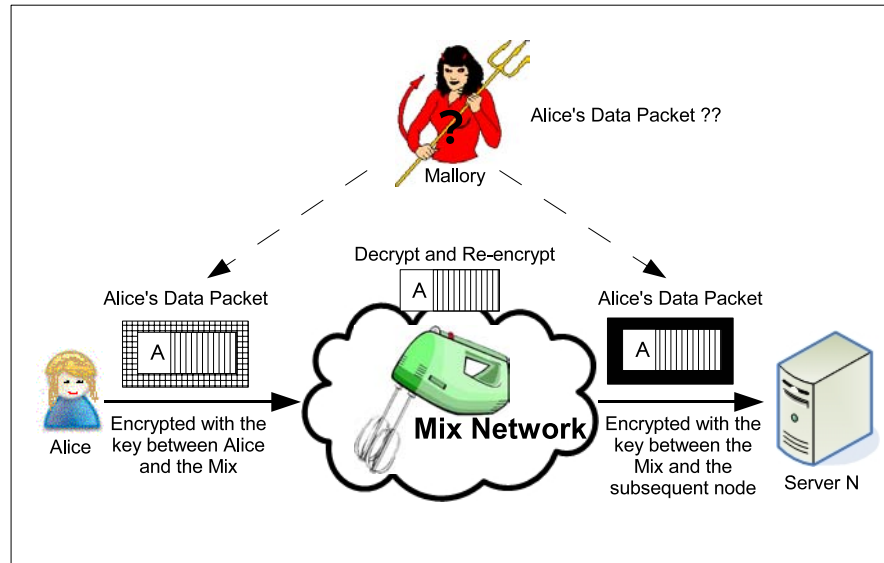 ?
Alice's Data Packet ??
Mallory
Decrypt and Re-encrypt
A
Alice's Data Packet
A
Alice's Data Packet
A
Mix Network
Alice
Encrypted with the
key between Alice
and the Mix
Encrypted with the
key between the
Mix and the
subsequent node
Server N